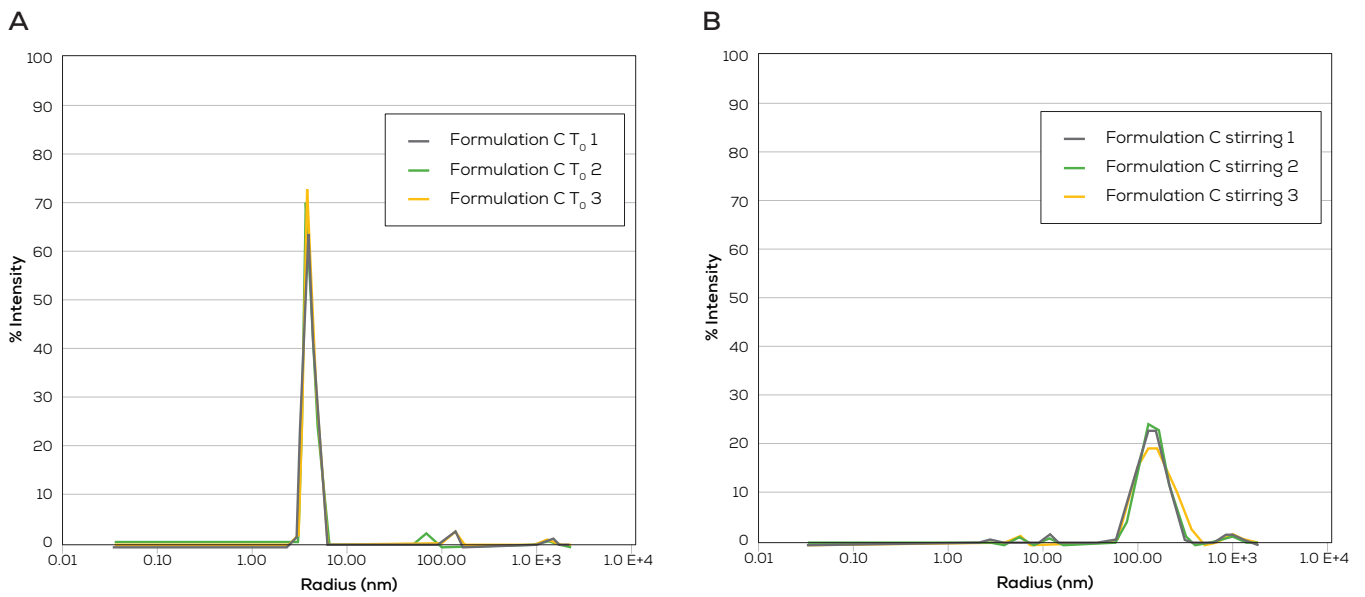 A
% Intensity
100
90
80
70
60
50
40
30
20
10
0
Formulation C T₀ 1
Formulation C T₀ 2
Formulation C T₀ 3
0.01 0.10 1.00 10.00 100.00 1.0 E+3 1.0 E+4
Radius (nm)
B
% Intensity
100
90
80
70
60
50
40
30
20
10
0
Formulation C stirring 1
Formulation C stirring 2
Formulation C stirring 3
0.01 0.10 1.00 10.00 100.00 1.0 E+3 1.0 E+4
Radius (nm)